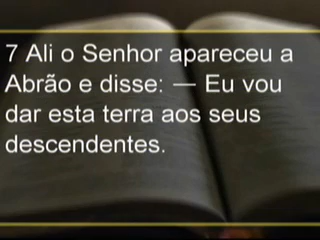 7 Ali o Senhor apareceu a
Abrão e disse: — Eu vou
dar esta terra aos seus
descendentes.